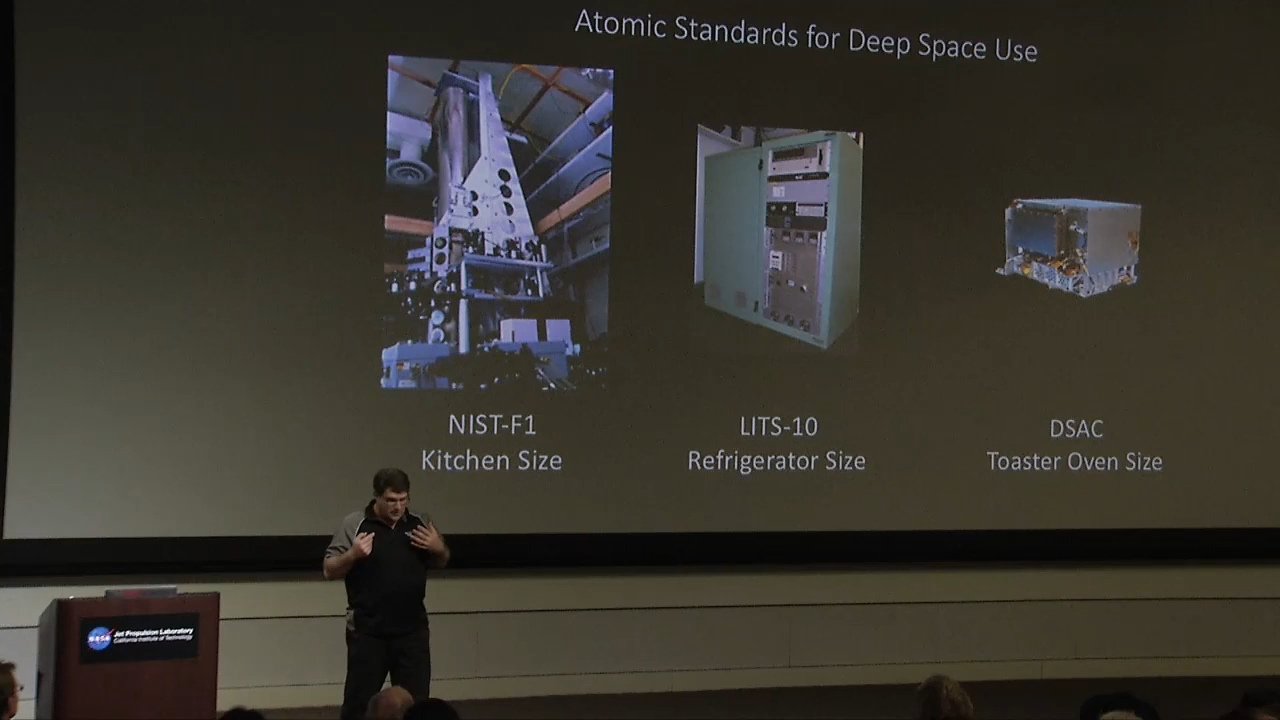 Atomic Standards for Deep Space Use
NIST-F1
Kitchen Size
LITS-10
Refrigerator Size
DSAC
Toaster Oven Size
NASA
Jet Propulsion Laboratory
California Institute of Technology